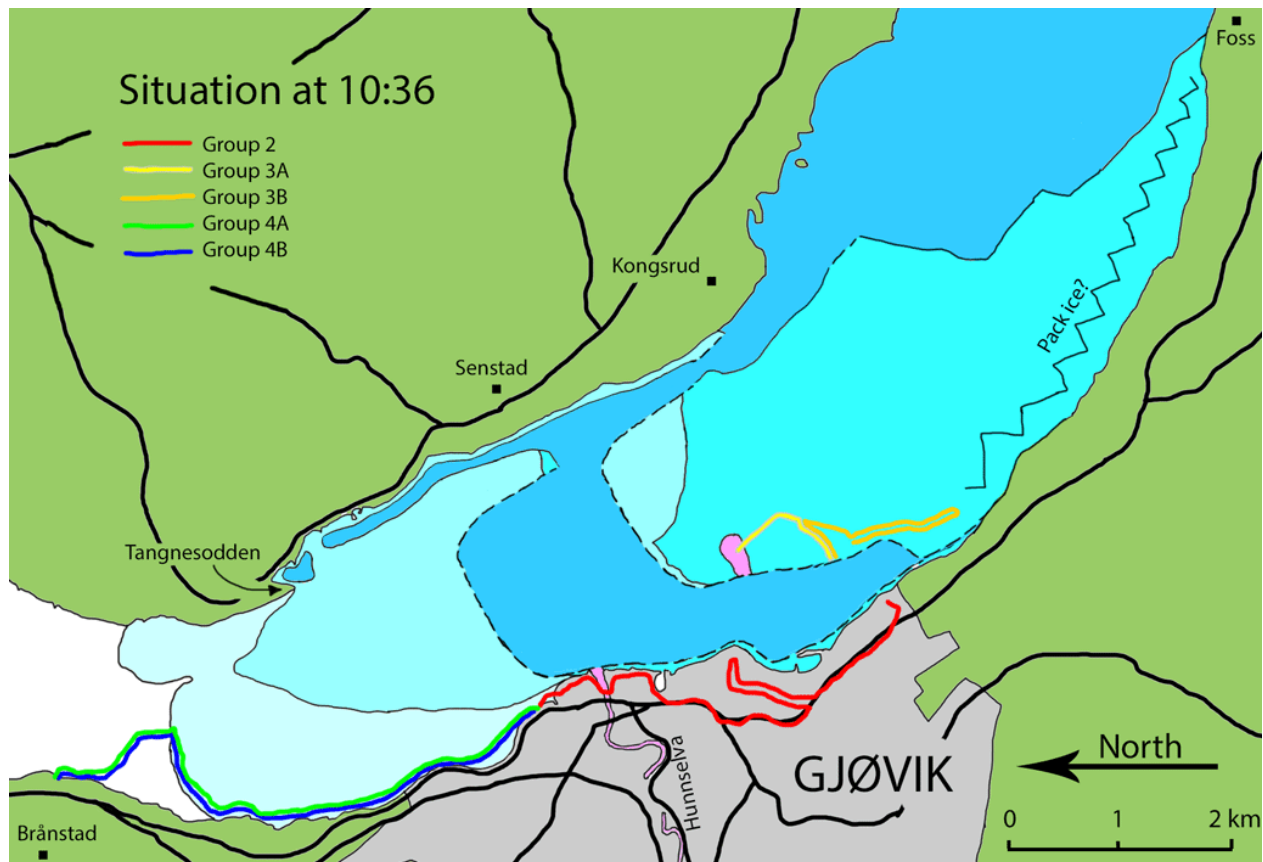 Situation at 10:36
Group 2
Group 3A
Group 3B
Group 4A
Group 4B
Foss
Kongsrud
Pack ice?
Senstad
Tangnesodden
North
GJØVIK
Hunnselva
0 1 2 km
Brånstad